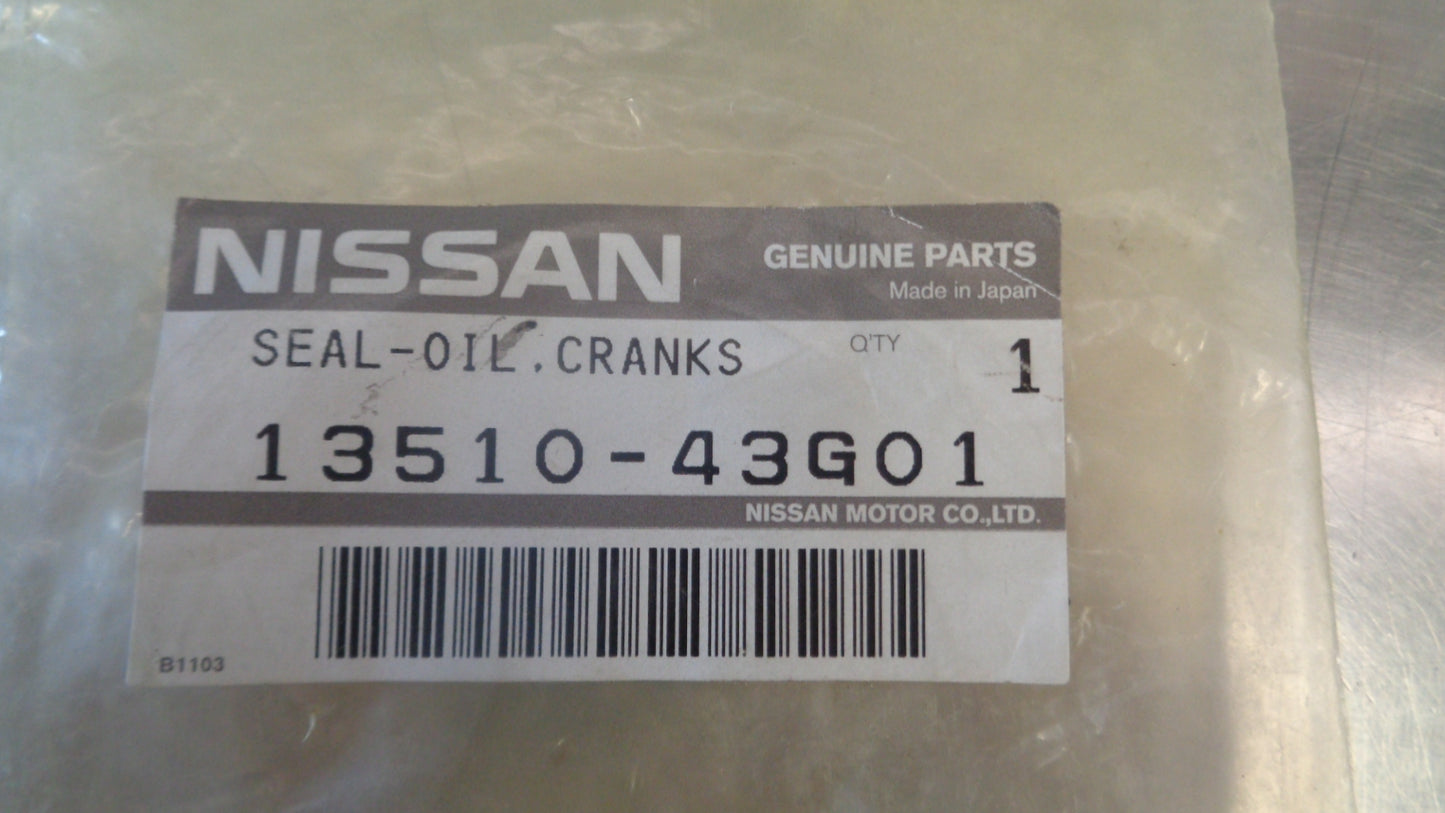 NISSAN GENUINE PARTS
Made in Japan
SEAL-OIL.CRANKS Q'TY 1
13510-43G01
NISSAN MOTOR CO.,LTD.
B1103